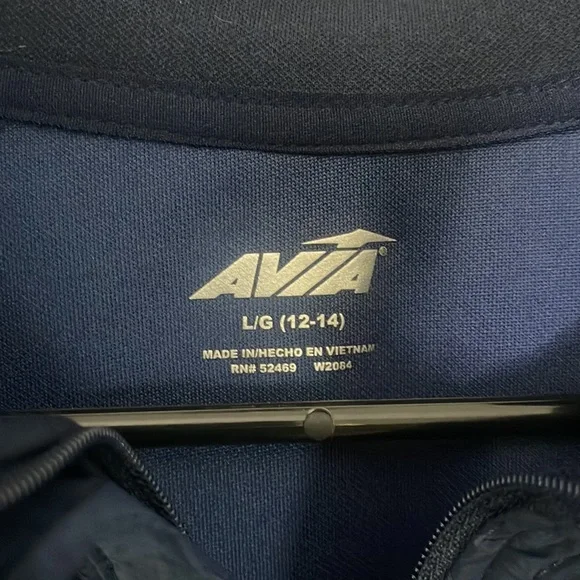 AVIA®
L/G (12-14)
MADE IN/HECHO EN VIETNAM
RN# 52469 W2084